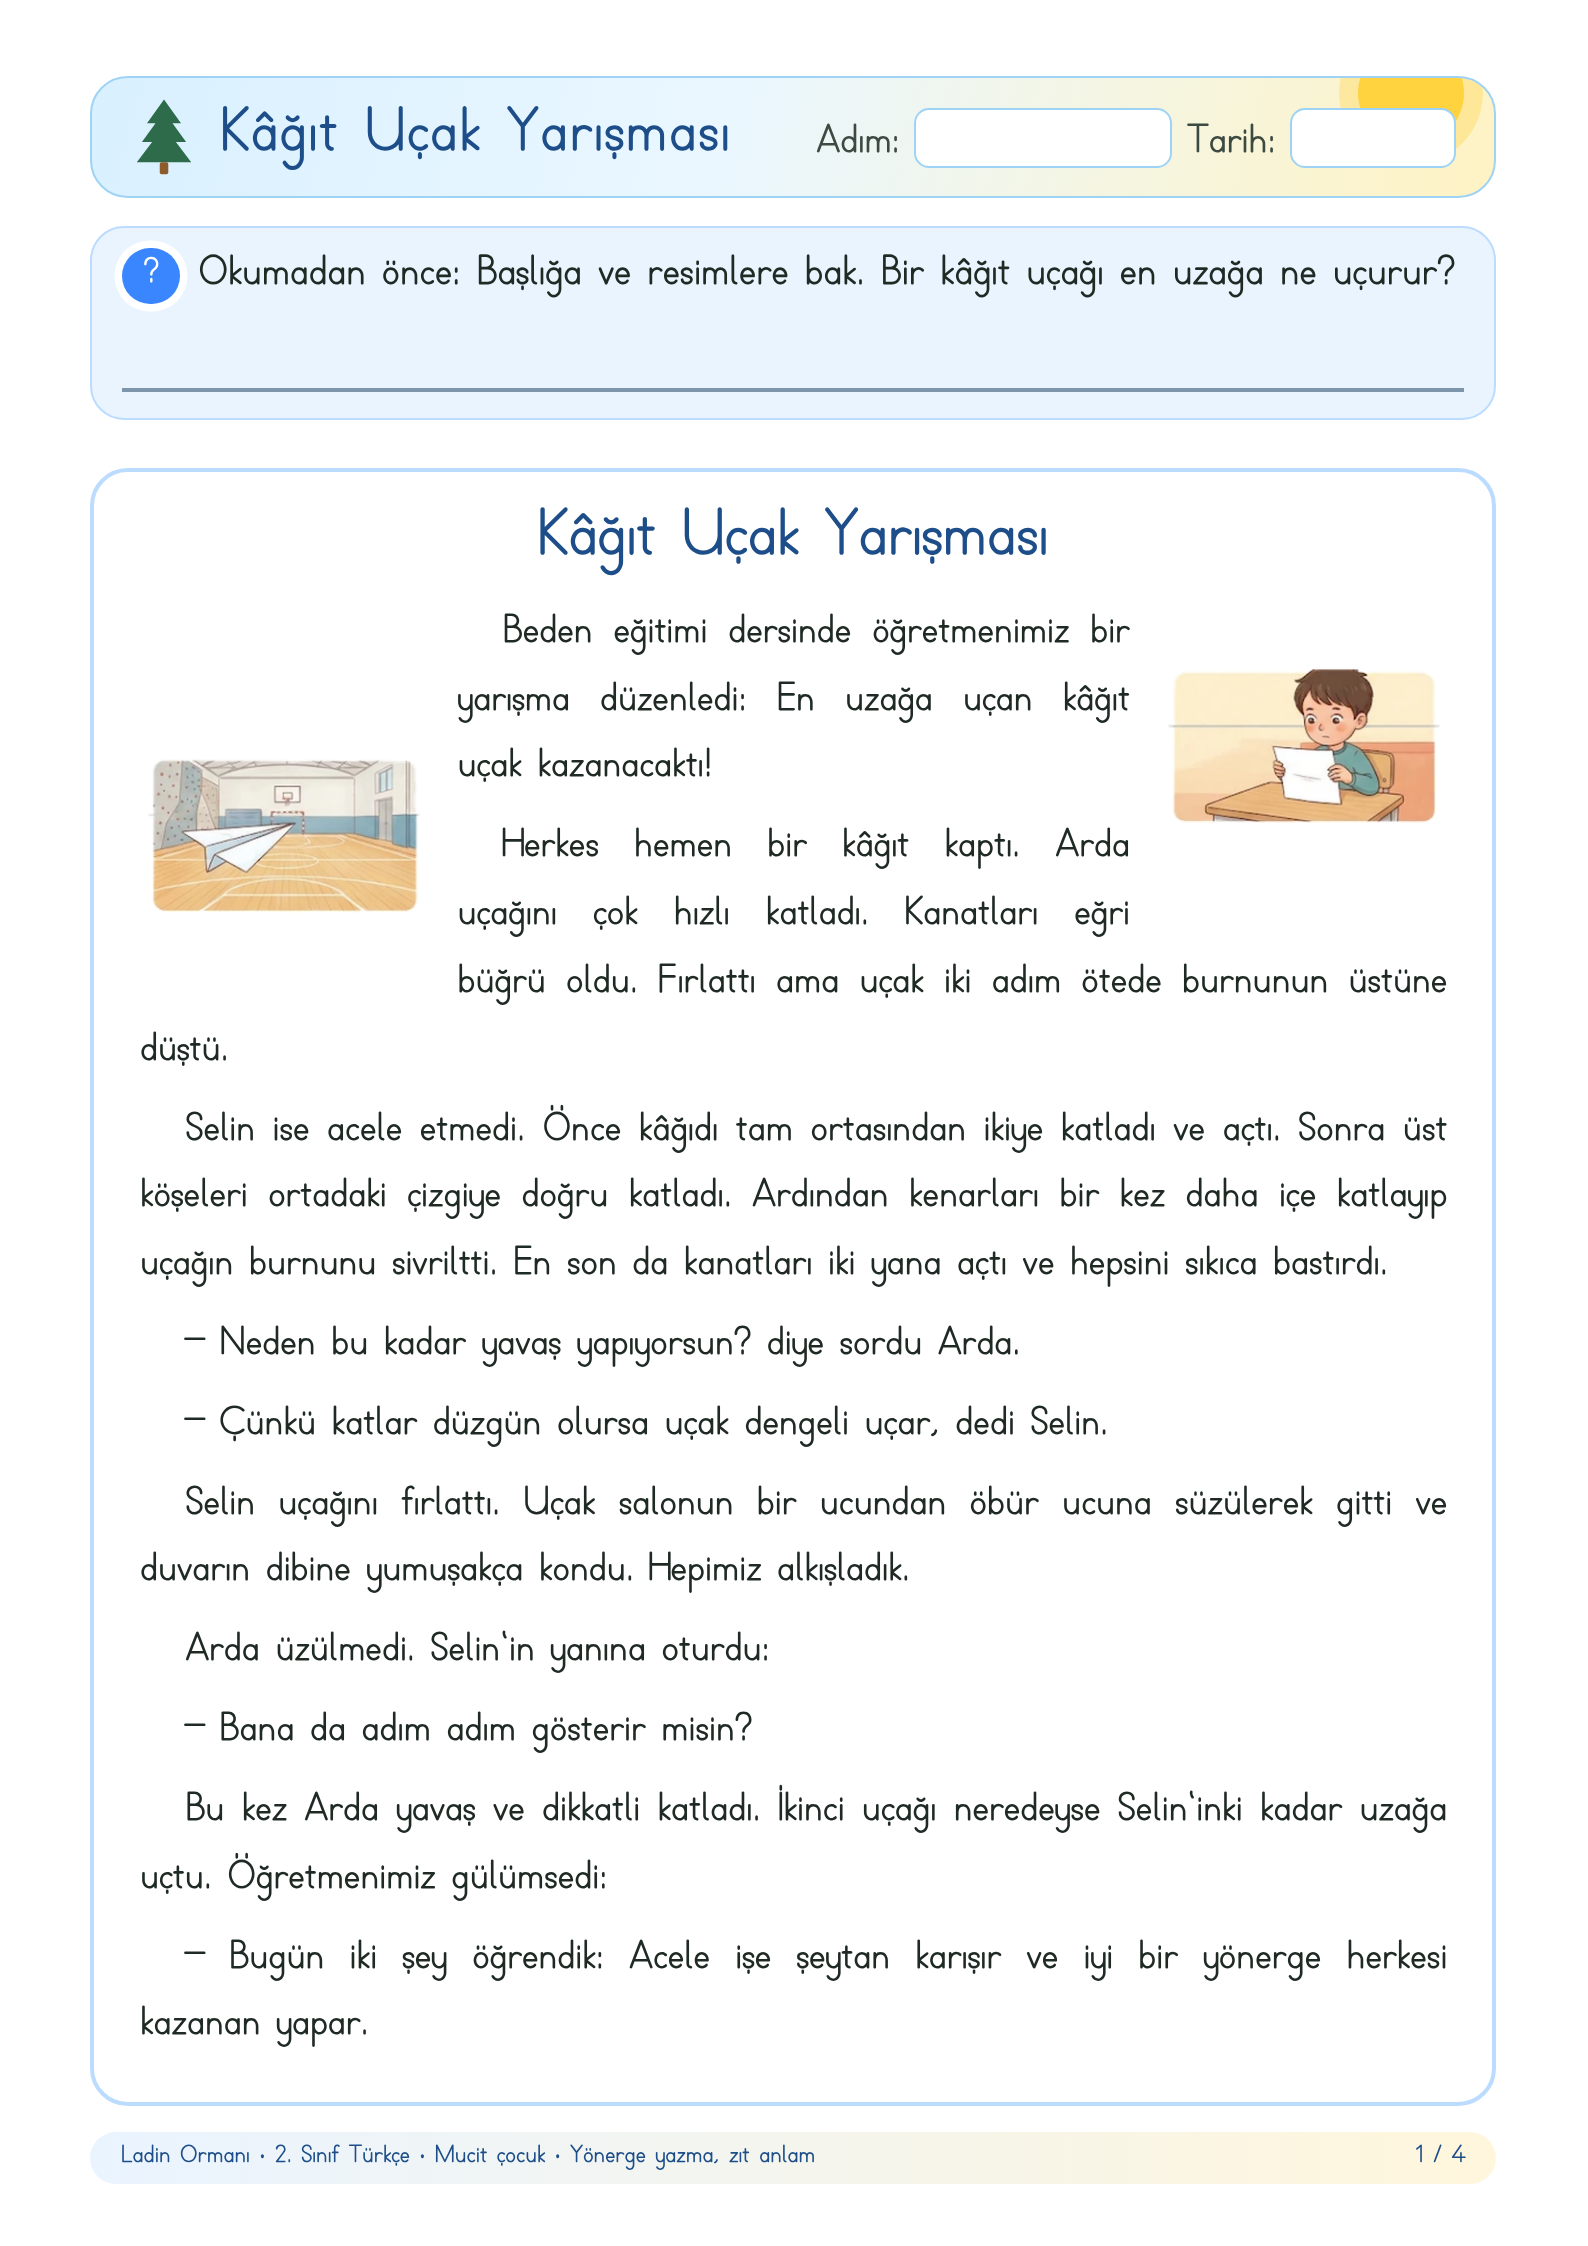 Kâğıt Uçak Yarışması
Adım:
Tarih:
?
Okumadan önce: Başlığa ve resimlere bak. Bir kâğıt uçağı en uzağa ne uçurur?
Kâğıt Uçak Yarışması
Beden eğitimi dersinde öğretmenimiz bir
yarışma düzenledi: En uzağa uçan kâğıt
uçak kazanacaktı!
Herkes hemen bir kâğıt kaptı. Arda
uçağını çok hızlı katladı. Kanatları eğri
büğrü oldu. Fırlattı ama uçak iki adım ötede burnunun üstüne
düştü.
Selin ise acele etmedi. Önce kâğıdı tam ortasından ikiye katladı ve açtı. Sonra üst
köşeleri ortadaki çizgiye doğru katladı. Ardından kenarları bir kez daha içe katlayıp
uçağın burnunu sivriltti. En son da kanatları iki yana açtı ve hepsini sıkıca bastırdı.
– Neden bu kadar yavaş yapıyorsun? diye sordu Arda.
– Çünkü katlar düzgün olursa uçak dengeli uçar, dedi Selin.
Selin uçağını fırlattı. Uçak salonun bir ucundan öbür ucuna süzülerek gitti ve
duvarın dibine yumuşakça kondu. Hepimiz alkışladık.
Arda üzülmedi. Selin‛in yanına oturdu:
– Bana da adım adım gösterir misin?
Bu kez Arda yavaş ve dikkatli katladı. İkinci uçağı neredeyse Selin‛inki kadar uzağa
uçtu. Öğretmenimiz gülümsedi:
– Bugün iki şey öğrendik: Acele işe şeytan karışır ve iyi bir yönerge herkesi
kazanan yapar.
Ladin Ormanı • 2. Sınıf Türkçe • Mucit çocuk • Yönerge yazma, zıt anlam
1 / 4